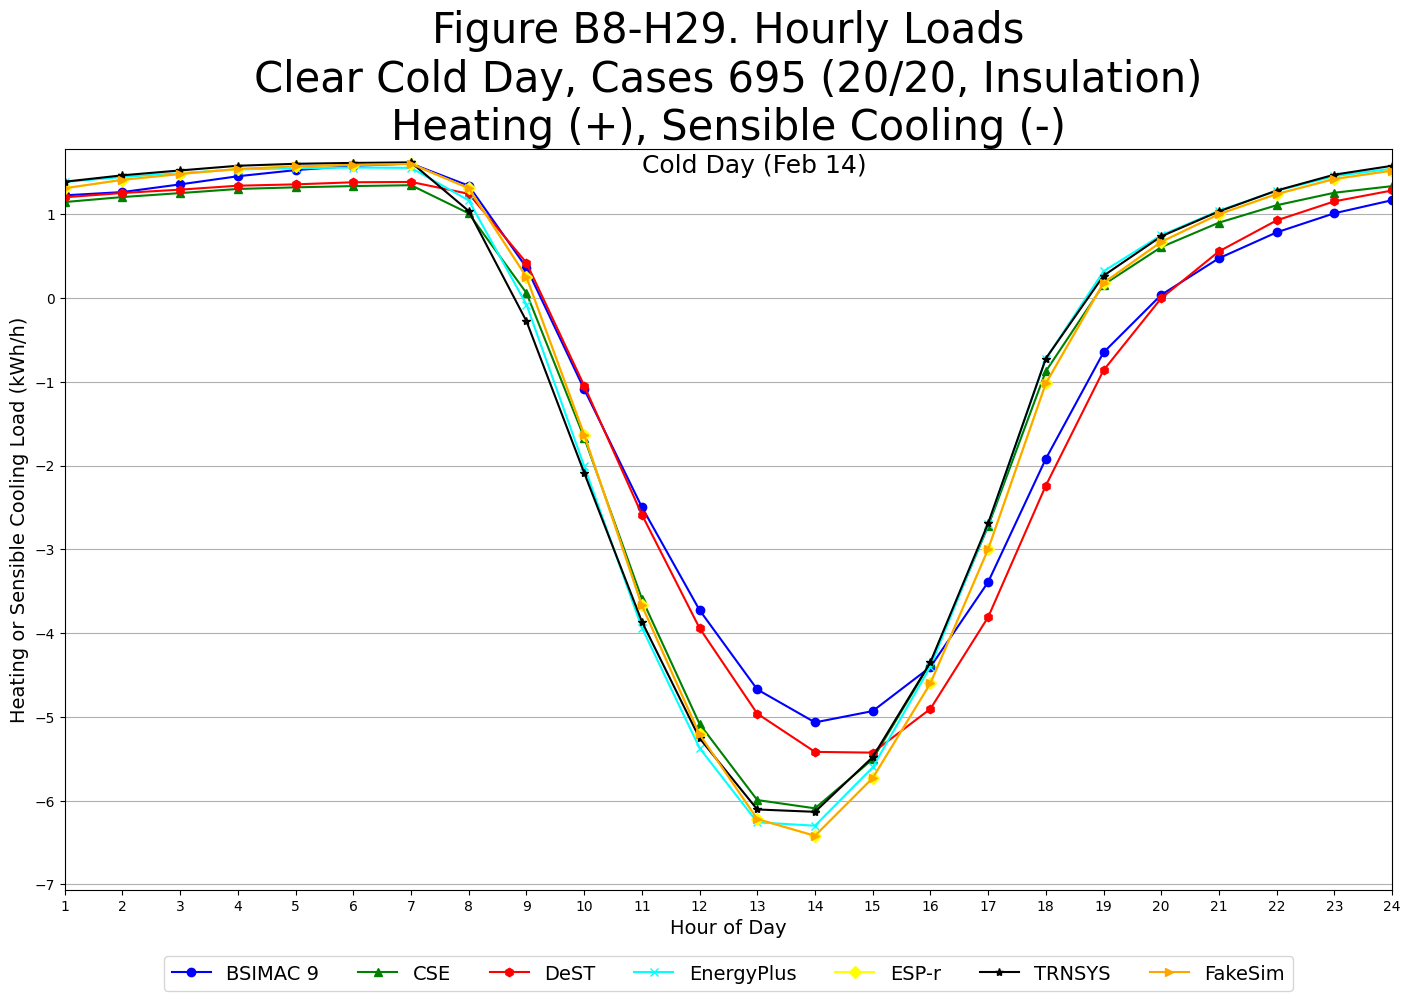 Figure B8-H29. Hourly Loads
Clear Cold Day, Cases 695 (20/20, Insulation)
Heating (+), Sensible Cooling (-)
Cold Day (Feb 14)
Heating or Sensible Cooling Load (kWh/h)
1
0
−1
−2
−3
−4
−5
−6
−7
1 2 3 4 5 6 7 8 9 10 11 12 13 14 15 16 17 18 19 20 21 22 23 24
Hour of Day
BSIMAC 9 CSE DeST EnergyPlus ESP-r TRNSYS FakeSim